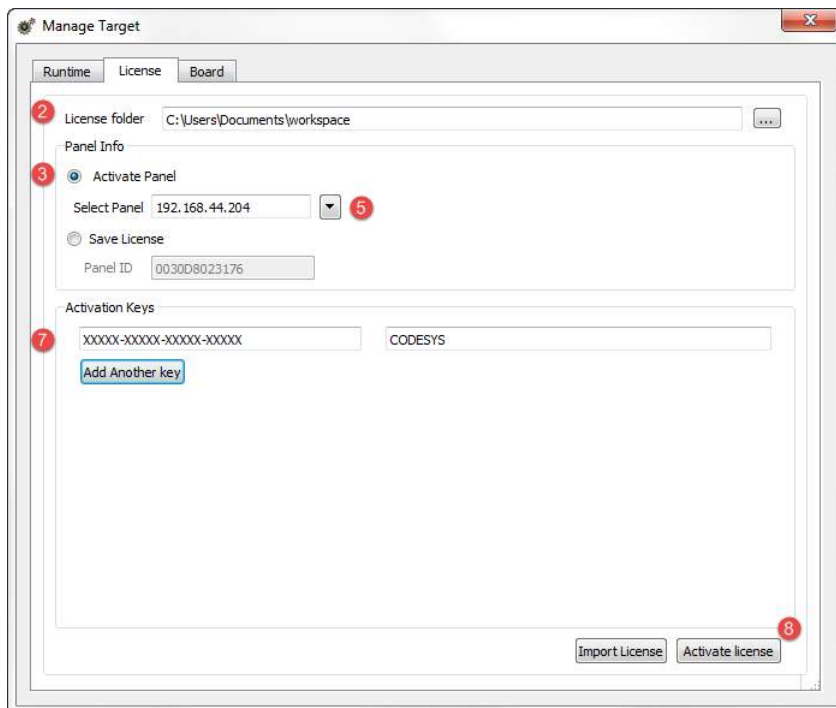 Manage Target
Runtime License Board
2 License folder C:\Users\Documents\workspace ...
Panel Info
3 Activate Panel
Select Panel 192.168.44.204 5
Save License
Panel ID 0030D8023176
Activation Keys
7 XXXXX-XXXXX-XXXXX-XXXXX CODESYS
Add Another key
8
Import License Activate license